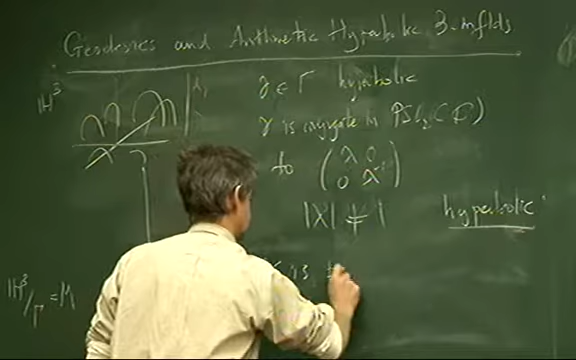 Geodesics and Arithmetic Hyperbolic 3-mflds
ℍ³
γ ∈ Γ hyperbolic
γ is conjugate in PSL₂(ℂ)
to (λ 0
0 λ⁻¹)
|λ| ≠ 1
hyperbolic
ℍ³/Γ = M